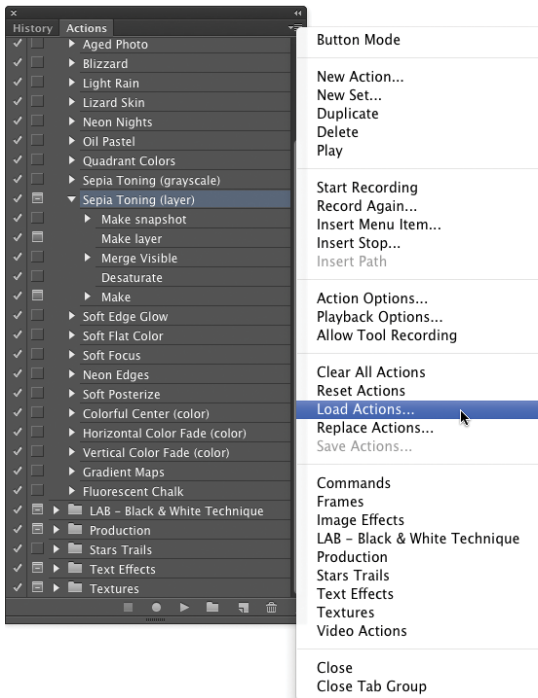 History
Actions
Aged Photo
Blizzard
Light Rain
Lizard Skin
Neon Nights
Oil Pastel
Quadrant Colors
Sepia Toning (grayscale)
Sepia Toning (layer)
Make snapshot
Make layer
Merge Visible
Desaturate
Make
Soft Edge Glow
Soft Flat Color
Soft Focus
Neon Edges
Soft Posterize
Colorful Center (color)
Horizontal Color Fade (color)
Vertical Color Fade (color)
Gradient Maps
Fluorescent Chalk
LAB - Black & White Technique
Production
Stars Trails
Text Effects
Textures
Button Mode
New Action...
New Set...
Duplicate
Delete
Play
Start Recording
Record Again...
Insert Menu Item...
Insert Stop...
Insert Path
Action Options...
Playback Options...
Allow Tool Recording
Clear All Actions
Reset Actions
Load Actions...
Replace Actions...
Save Actions...
Commands
Frames
Image Effects
LAB - Black & White Technique
Production
Stars Trails
Text Effects
Textures
Video Actions
Close
Close Tab Group